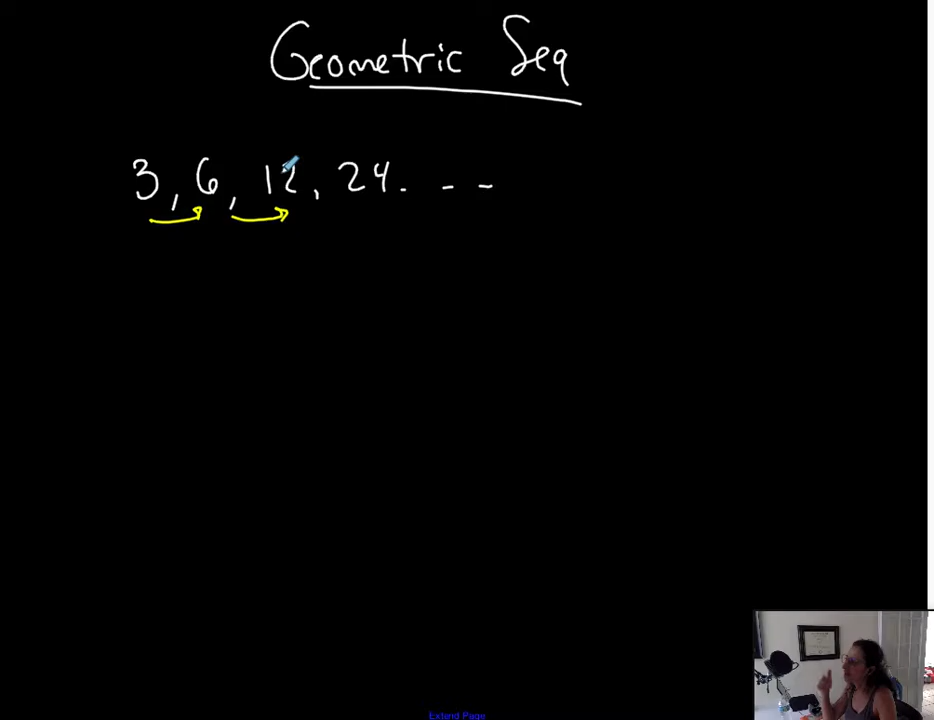 Geometric Seq
3, 6, 12, 24. - -
Extend Page